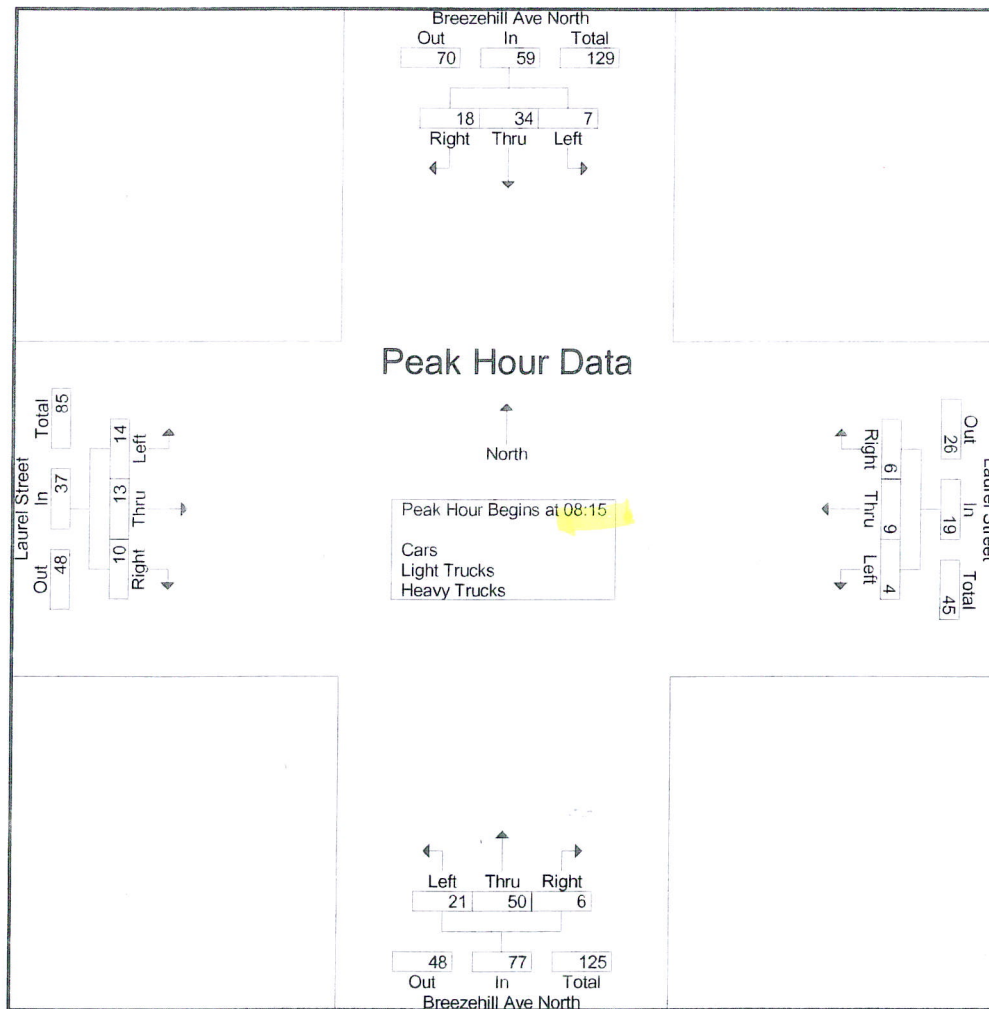 Breezehill Ave North
Out In Total
70 59 129
18 34 7
Right Thru Left
Peak Hour Data
North
Peak Hour Begins at 08:15
Cars
Light Trucks
Heavy Trucks
Laurel Street
Out In Total
48 37 85
10 13 14
Right Thru Left
Right Thru Left
6 9 4
Out In Total
26 19 45
Laurel Street
Left Thru Right
21 50 6
48 77 125
Out In Total
Breezehill Ave North